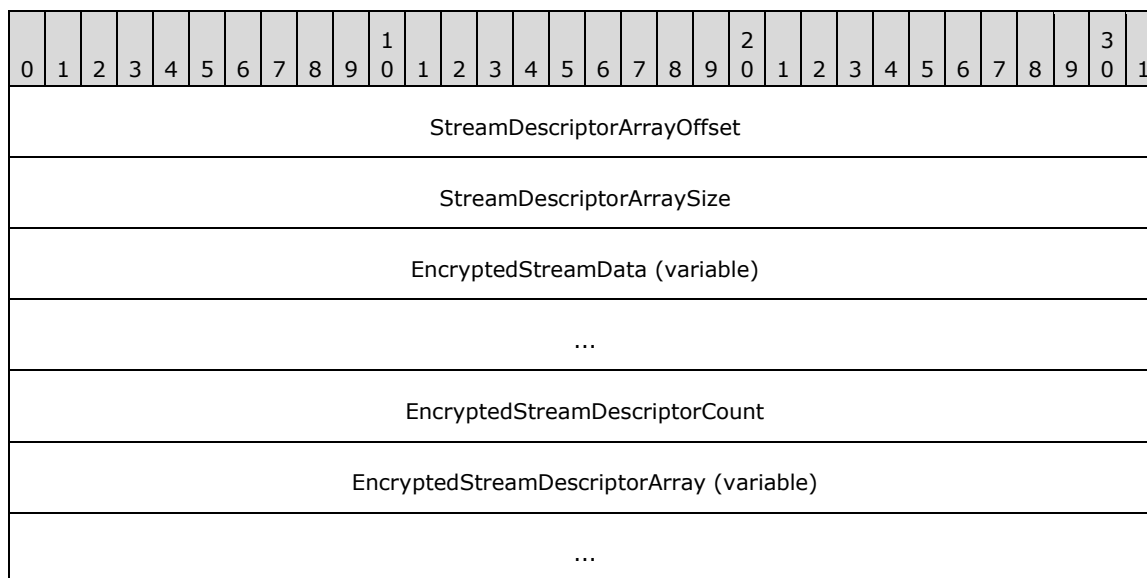 1 2 3
0 1 2 3 4 5 6 7 8 9 0 1 2 3 4 5 6 7 8 9 0 1 2 3 4 5 6 7 8 9 0 1
StreamDescriptorArrayOffset
StreamDescriptorArraySize
EncryptedStreamData (variable)
...
EncryptedStreamDescriptorCount
EncryptedStreamDescriptorArray (variable)
...